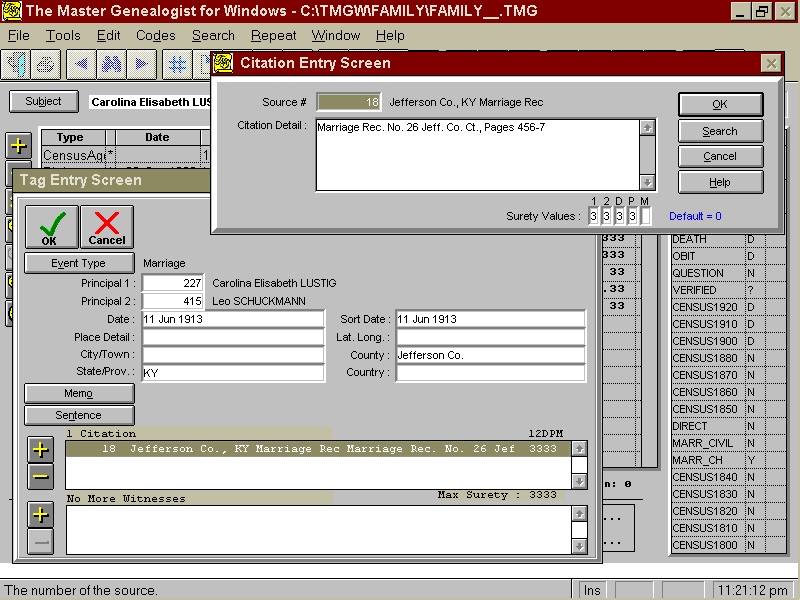 The Master Genealogist for Windows - C:\TMGW\FAMILY\FAMILY__.TMG
File Tools Edit Codes Search Repeat Window Help
Citation Entry Screen
Source # 18 Jefferson Co., KY Marriage Rec
Citation Detail : Marriage Rec. No. 26 Jeff. Co. Ct., Pages 456-7
OK
Search
Cancel
Help
1 2 D P M
Surety Values : 3 3 3 3 Default = 0
Subject Carolina Elisabeth LUS
Type Date
CensusAgi*
Tag Entry Screen
OK Cancel
Event Type Marriage
Principal 1 : 227 Carolina Elisabeth LUSTIG
Principal 2 : 415 Leo SCHUCKMANN
Date : 11 Jun 1913 Sort Date : 11 Jun 1913
Place Detail : Lat. Long. :
City/Town : County : Jefferson Co.
State/Prov. : KY Country :
Memo
Sentence
1 Citation 12DPM
18 Jefferson Co., KY Marriage Rec Marriage Rec. No. 26 Jef 3333
No More Witnesses Max Surety : 3333
333
333
33
.33
33
n: 0
...
...
DEATH D
OBIT D
QUESTION N
VERIFIED ?
CENSUS1920 D
CENSUS1910 D
CENSUS1900 D
CENSUS1880 N
CENSUS1870 N
CENSUS1860 N
CENSUS1850 N
DIRECT N
MARR_CIVIL N
MARR_CH Y
CENSUS1840 N
CENSUS1830 N
CENSUS1820 N
CENSUS1810 N
CENSUS1800 N
The number of the source. Ins 11:21:12 pm